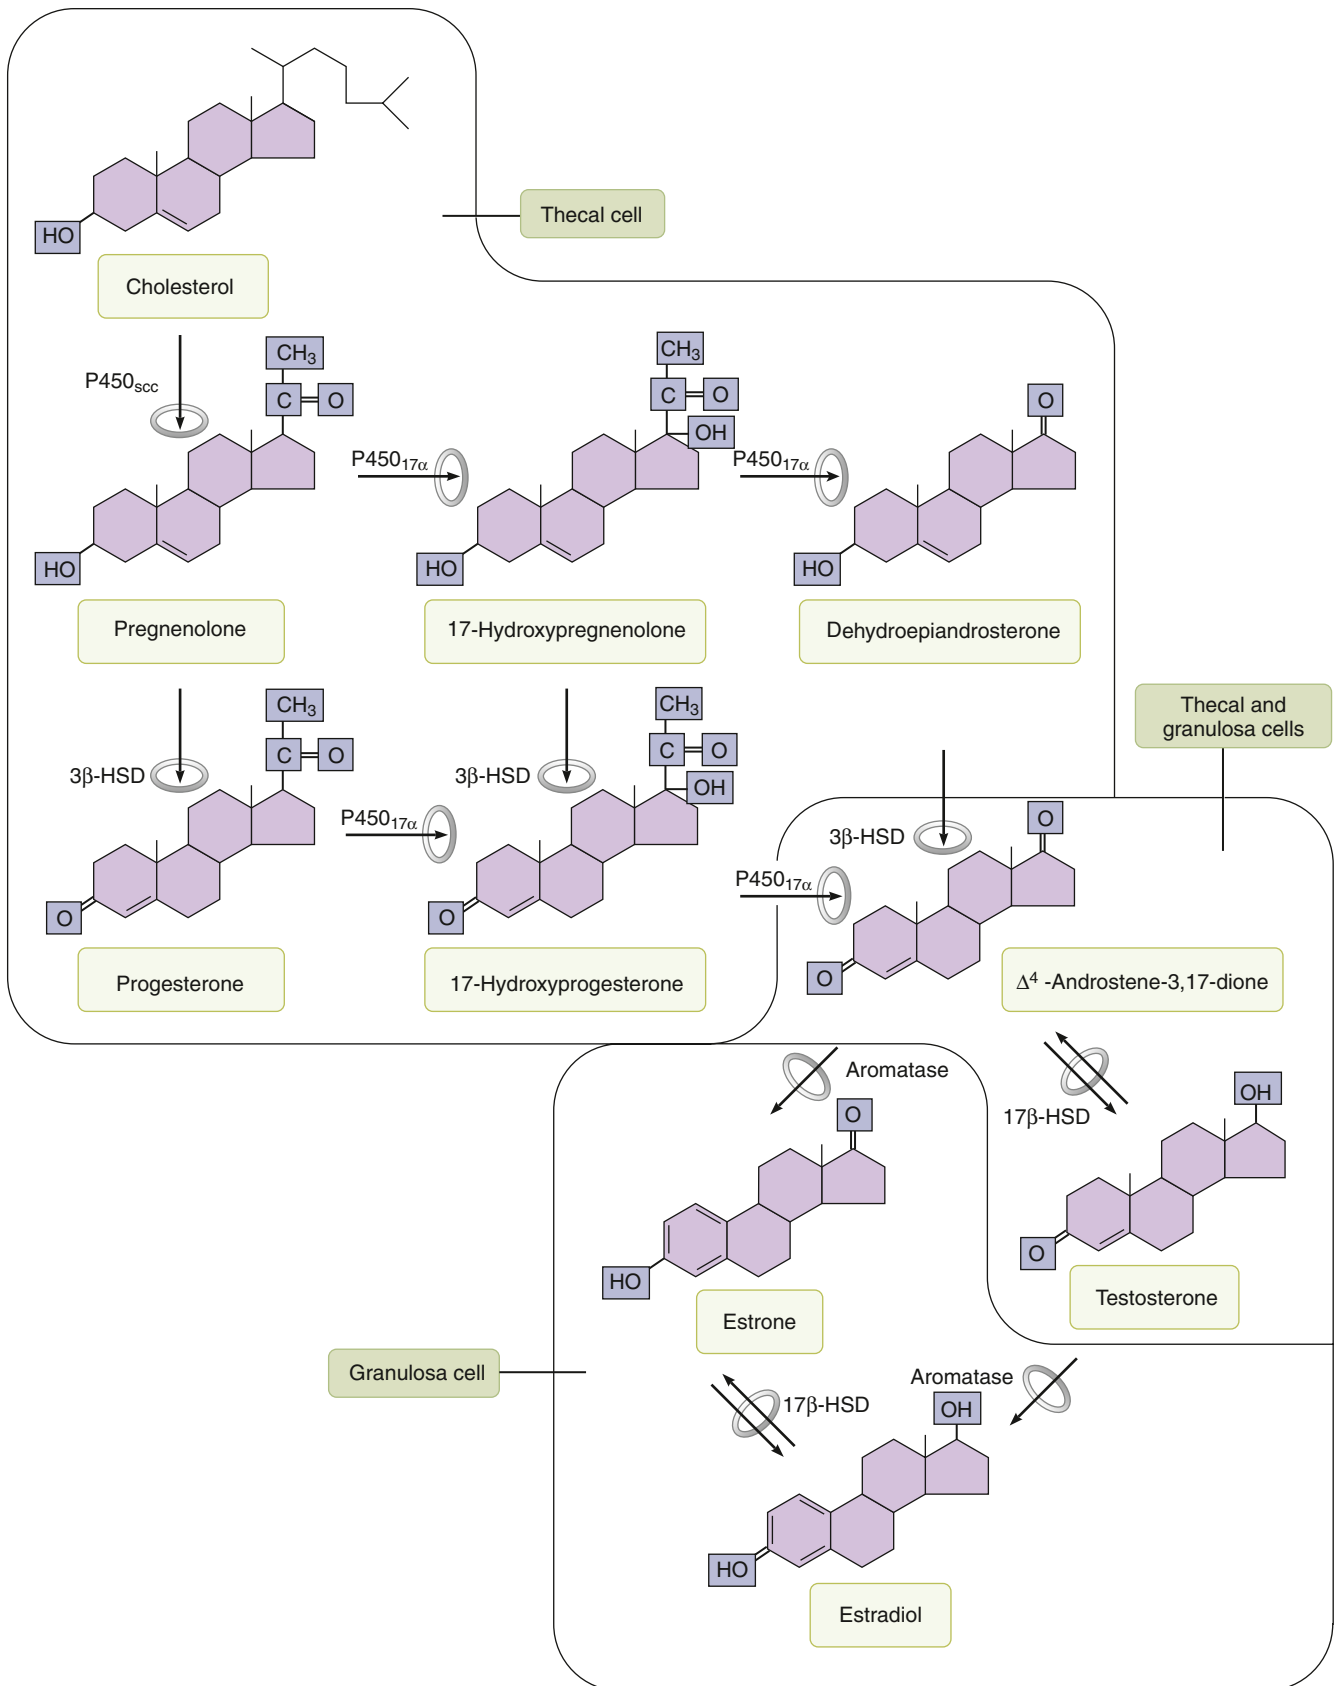 HO
Cholesterol
Thecal cell
P450scc
CH3
C
O
HO
Pregnenolone
P45017α
CH3
C
O
OH
HO
17-Hydroxypregnenolone
P45017α
O
HO
Dehydroepiandrosterone
3β-HSD
CH3
C
O
O
Progesterone
P45017α
3β-HSD
CH3
C
O
OH
O
17-Hydroxyprogesterone
P45017α
3β-HSD
O
O
Δ4 -Androstene-3,17-dione
Thecal and
granulosa cells
Aromatase
O
HO
Estrone
17β-HSD
OH
O
Testosterone
Granulosa cell
17β-HSD
Aromatase
OH
HO
Estradiol